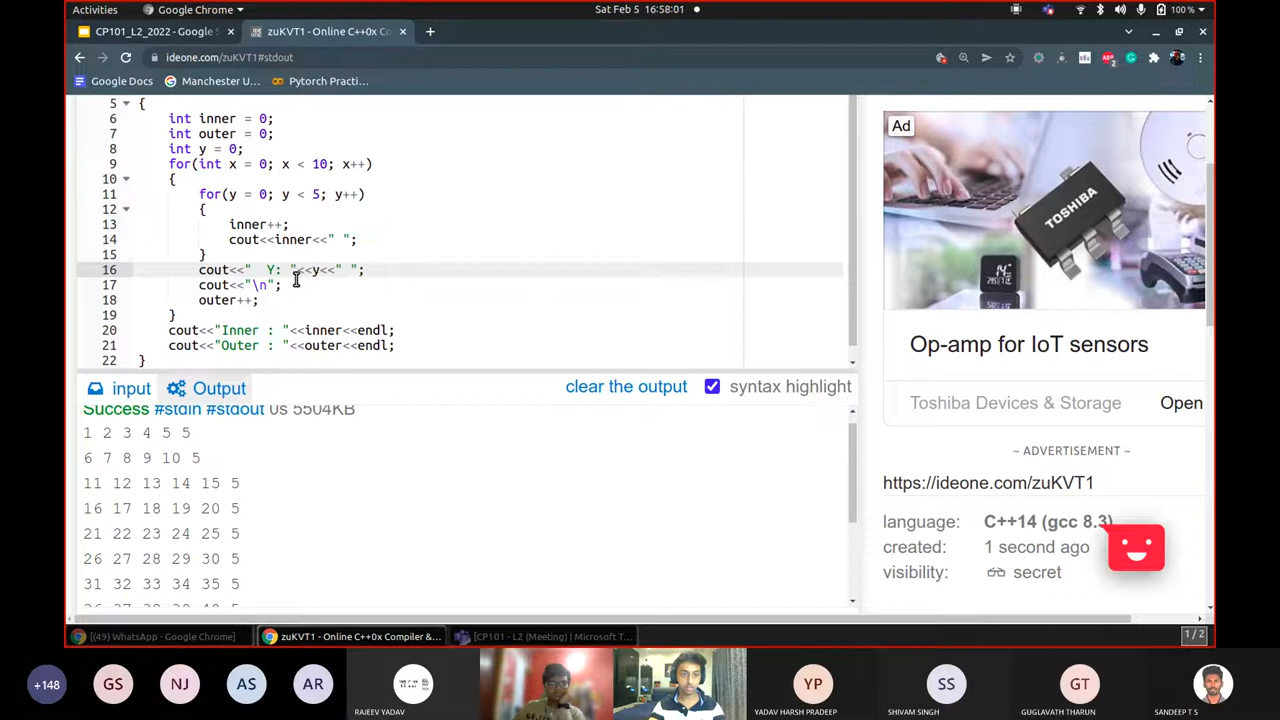 Activities Google Chrome Sat Feb 5 16:58:01 100%
CP101_L2_2022 - Google S zuKVT1 - Online C++0x Co
ideone.com/zuKVT1#stdout
Google Docs Manchester U... Pytorch Practi...
5 {
6 int inner = 0;
7 int outer = 0;
8 int y = 0;
9 for(int x = 0; x < 10; x++)
10 {
11 for(y = 0; y < 5; y++)
12 {
13 inner++;
14 cout<<inner<<" ";
15 }
16 cout<<"  Y: "<<y<<" ";
17 cout<<"\n";
18 outer++;
19 }
20 cout<<"Inner : "<<inner<<endl;
21 cout<<"Outer : "<<outer<<endl;
22 }
input Output clear the output syntax highlight
Success #stdin #stdout 0s 5504KB
1 2 3 4 5 5
6 7 8 9 10 5
11 12 13 14 15 5
16 17 18 19 20 5
21 22 23 24 25 5
26 27 28 29 30 5
31 32 33 34 35 5
36 37 38 39 40 5
Ad
TOSHIBA
Op-amp for IoT sensors
Toshiba Devices & Storage Open
~ ADVERTISEMENT ~
https://ideone.com/zuKVT1
language: C++14 (gcc 8.3)
created: 1 second ago
visibility: secret
[(49) WhatsApp - Google Chrome] zuKVT1 - Online C++0x Compiler &... [CP101 - L2 (Meeting) | Microsoft T... 1 / 2
+148 GS NJ AS AR YP SS GT
RAJEEV YADAV YADAV HARSH PRADEEP SHIVAM SINGH GUGLAVATH THARUN SANDEEP T S